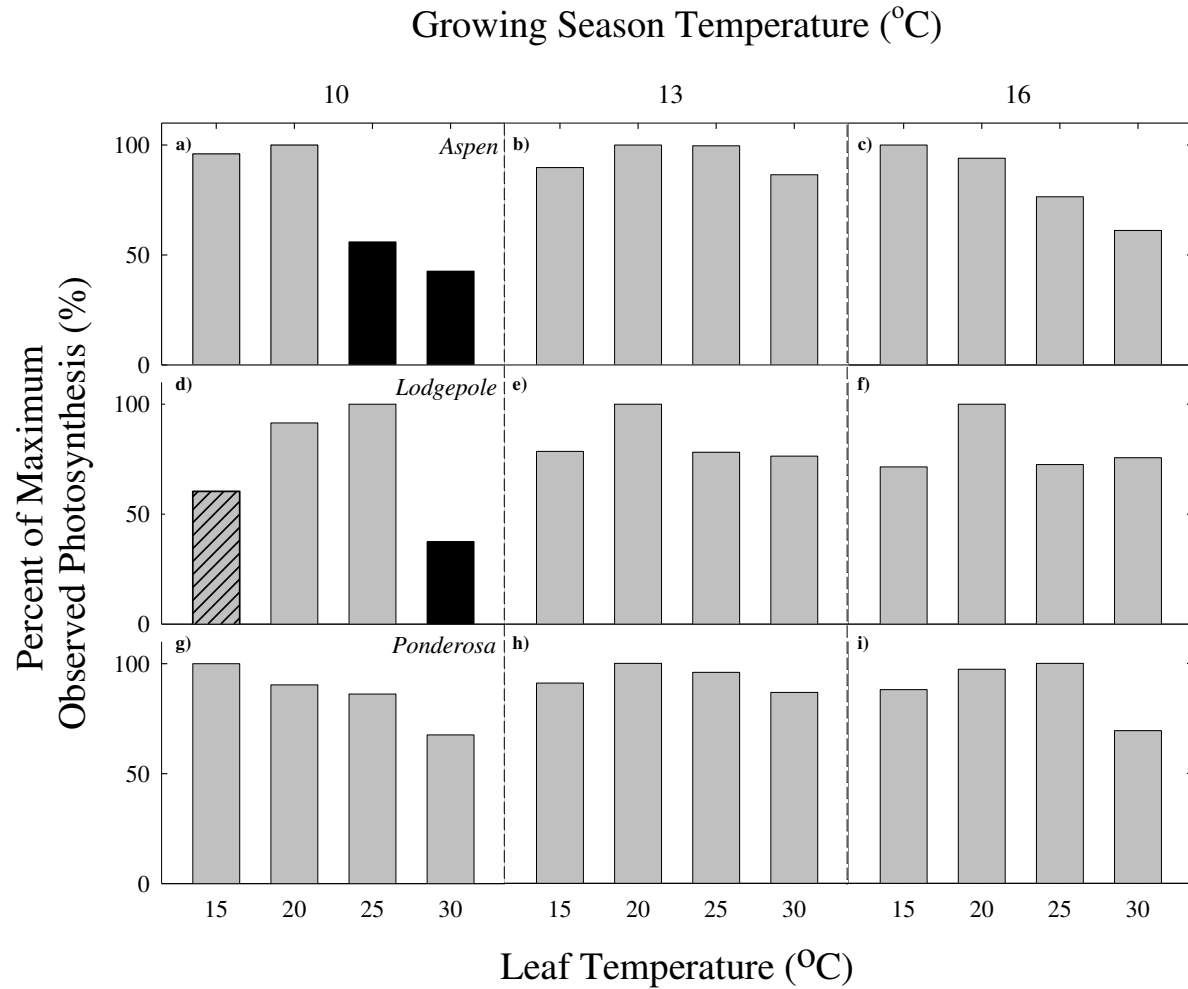 Growing Season Temperature (°C)
10 13 16
a) Aspen b) c)
100
50
0
d) Lodgepole e) f)
100
50
0
g) Ponderosa h) i)
100
50
0
Percent of Maximum
Observed Photosynthesis (%)
15 20 25 30 15 20 25 30 15 20 25 30
Leaf Temperature (°C)